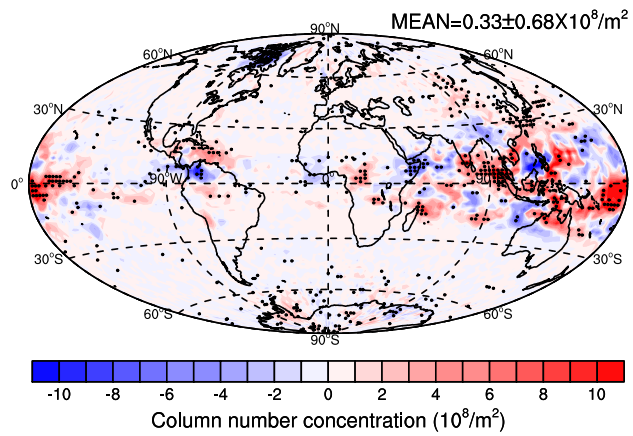 MEAN=0.33±0.68X10⁸/m²
90°N
60°N 60°N
30°N 30°N
0° 90°W 90°E 0°
30°S 30°S
60°S 60°S
90°S
-10 -8 -6 -4 -2 0 2 4 6 8 10
Column number concentration (10⁸/m²)